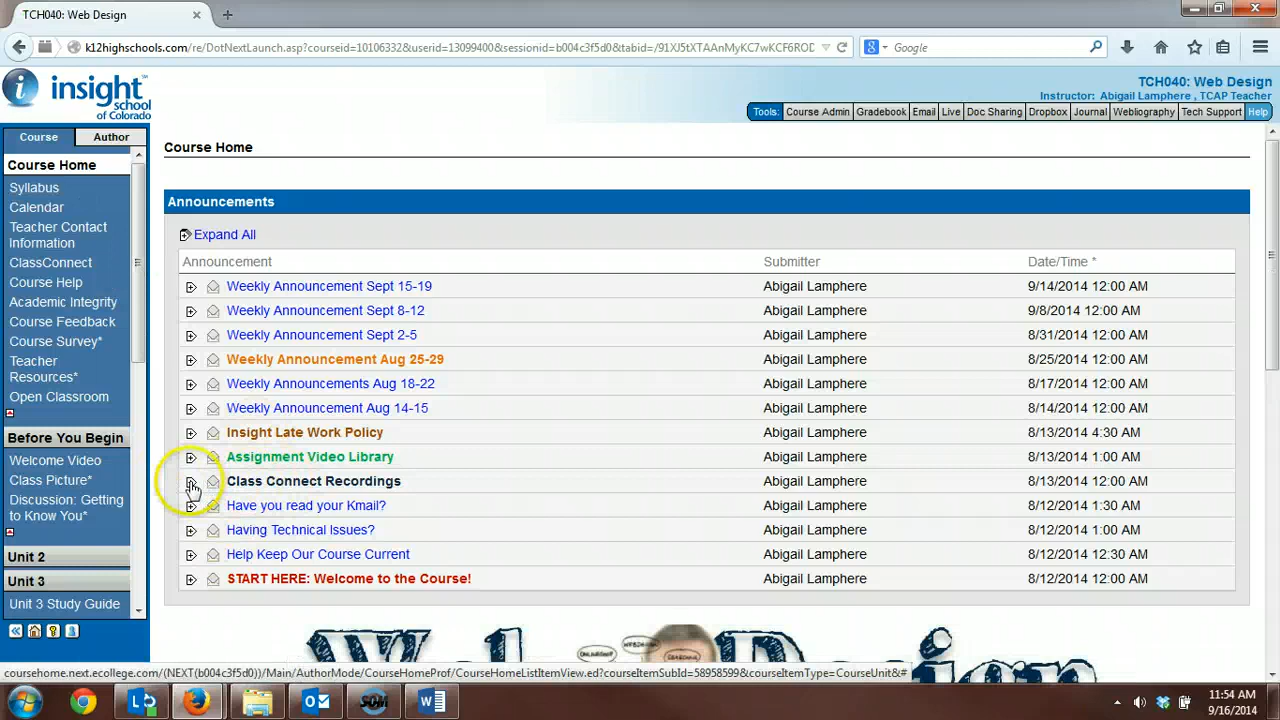 TCH040: Web Design
k12highschools.com/re/DotNextLaunch.asp?courseid=10106332&userid=13099400&sessionid=b004c3f5d0&tabid=/91XJ5tXTAAnMyKC7wKCF6ROD
Google
insight
school
of Colorado
TCH040: Web Design
Instructor: Abigail Lamphere , TCAP Teacher
Tools: Course Admin Gradebook Email Live Doc Sharing Dropbox Journal Webliography Tech Support Help
Course Author
Course Home
Syllabus
Calendar
Teacher Contact
Information
ClassConnect
Course Help
Academic Integrity
Course Feedback
Course Survey*
Teacher
Resources*
Open Classroom
Before You Begin
Welcome Video
Class Picture*
Discussion: Getting
to Know You*
Unit 2
Unit 3
Unit 3 Study Guide
Course Home
Announcements
Expand All
Announcement Submitter Date/Time *
Weekly Announcement Sept 15-19 Abigail Lamphere 9/14/2014 12:00 AM
Weekly Announcement Sept 8-12 Abigail Lamphere 9/8/2014 12:00 AM
Weekly Announcement Sept 2-5 Abigail Lamphere 8/31/2014 12:00 AM
Weekly Announcement Aug 25-29 Abigail Lamphere 8/25/2014 12:00 AM
Weekly Announcements Aug 18-22 Abigail Lamphere 8/17/2014 12:00 AM
Weekly Announcement Aug 14-15 Abigail Lamphere 8/14/2014 12:00 AM
Insight Late Work Policy Abigail Lamphere 8/13/2014 4:30 AM
Assignment Video Library Abigail Lamphere 8/13/2014 1:00 AM
Class Connect Recordings Abigail Lamphere 8/13/2014 12:00 AM
Have you read your Kmail? Abigail Lamphere 8/12/2014 1:30 AM
Having Technical Issues? Abigail Lamphere 8/12/2014 1:00 AM
Help Keep Our Course Current Abigail Lamphere 8/12/2014 12:30 AM
START HERE: Welcome to the Course! Abigail Lamphere 8/12/2014 12:00 AM
Web Design
coursehome.next.ecollege.com/(NEXT(b004c3f5d0))/Main/AuthorMode/CourseHomeProf/CourseHomeListItemView.ed?courseItemSubId=58958599&courseItemType=CourseUnit&#
11:54 AM
9/16/2014